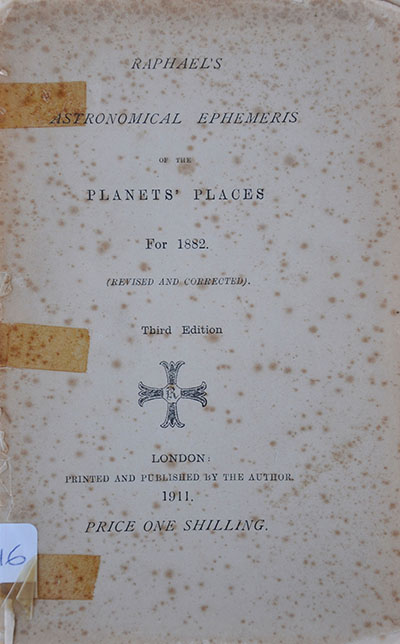 RAPHAEL'S
ASTRONOMICAL EPHEMERIS
OF THE
PLANETS' PLACES
For 1882.
(REVISED AND CORRECTED).
Third Edition
LONDON:
PRINTED AND PUBLISHED BY THE AUTHOR.
1911.
PRICE ONE SHILLING.
16